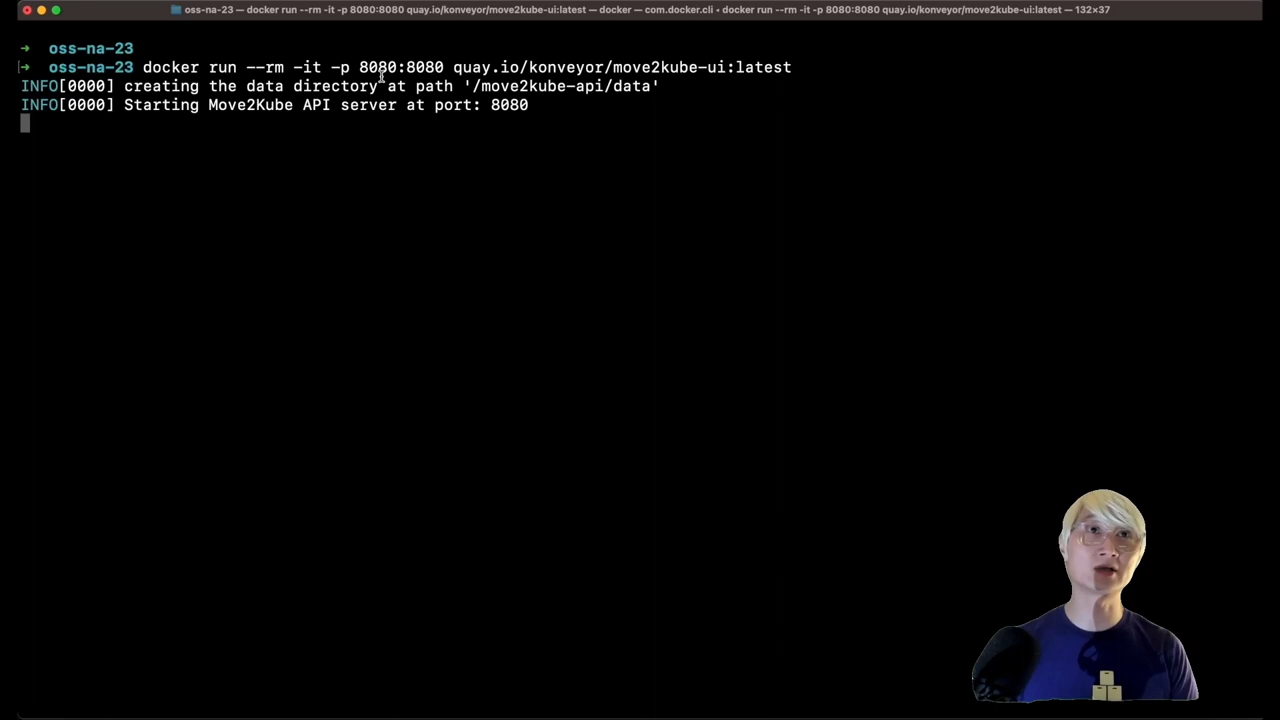 oss-na-23 — docker run --rm -it -p 8080:8080 quay.io/konveyor/move2kube-ui:latest — docker — com.docker.cli • docker run --rm -it -p 8080:8080 quay.io/konveyor/move2kube-ui:latest — 132×37
➜ oss-na-23
➜ oss-na-23 docker run --rm -it -p 8080:8080 quay.io/konveyor/move2kube-ui:latest
INFO[0000] creating the data directory at path '/move2kube-api/data'
INFO[0000] Starting Move2Kube API server at port: 8080